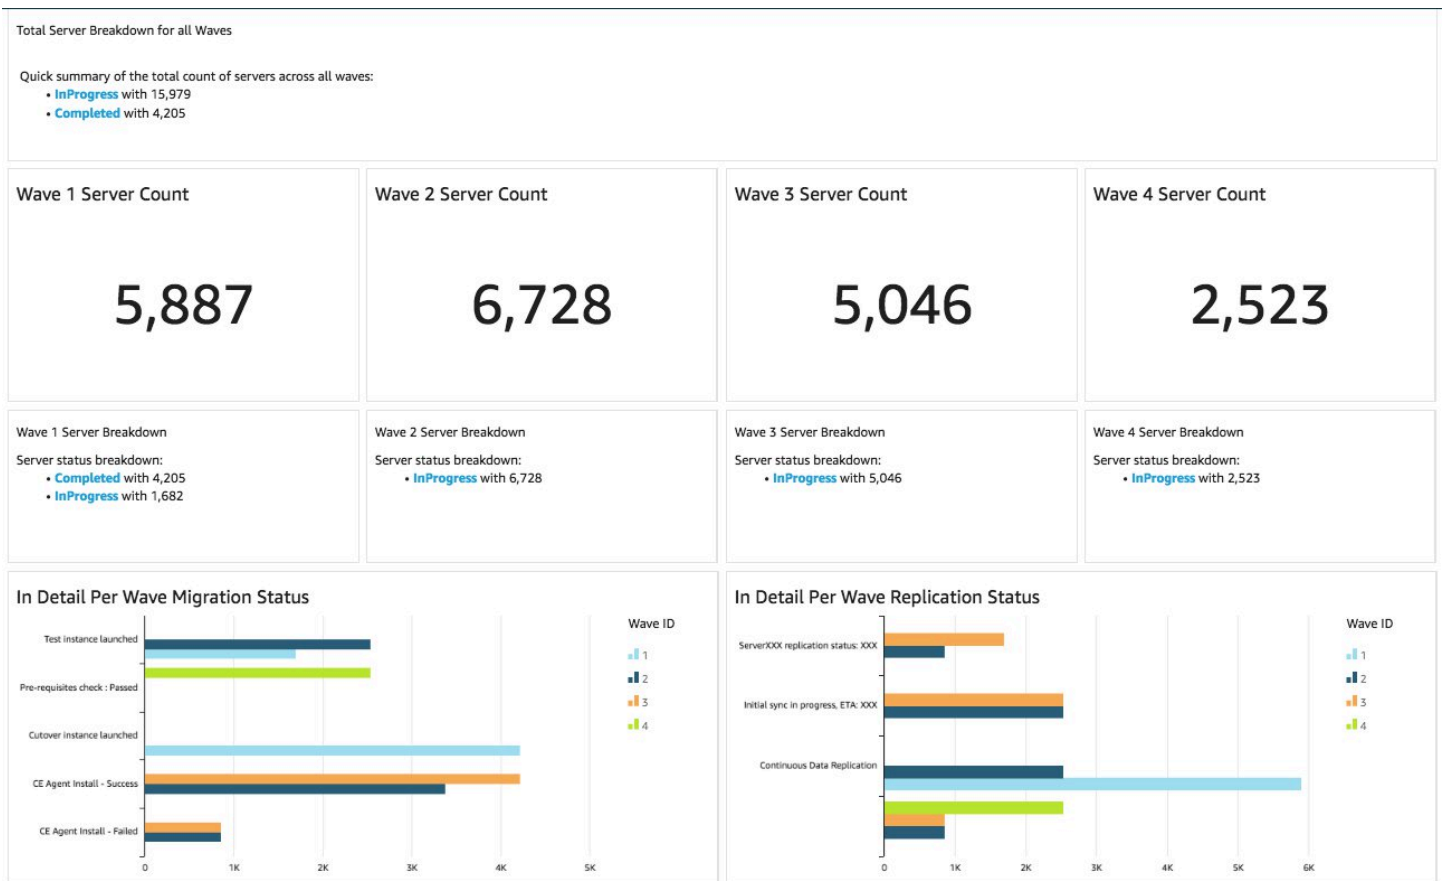 Total Server Breakdown for all Waves
Quick summary of the total count of servers across all waves:
• InProgress with 15,979
• Completed with 4,205
Wave 1 Server Count
5,887
Wave 2 Server Count
6,728
Wave 3 Server Count
5,046
Wave 4 Server Count
2,523
Wave 1 Server Breakdown
Server status breakdown:
• Completed with 4,205
• InProgress with 1,682
Wave 2 Server Breakdown
Server status breakdown:
• InProgress with 6,728
Wave 3 Server Breakdown
Server status breakdown:
• InProgress with 5,046
Wave 4 Server Breakdown
Server status breakdown:
• InProgress with 2,523
In Detail Per Wave Migration Status
Test instance launched
Pre-requisites check : Passed
Cutover instance launched
CE Agent Install - Success
CE Agent Install - Failed
0 1K 2K 3K 4K 5K
Wave ID
1
2
3
4
In Detail Per Wave Replication Status
ServerXXX replication status: XXX
Initial sync in progress, ETA: XXX
Continuous Data Replication
0 1K 2K 3K 4K 5K 6K
Wave ID
1
2
3
4